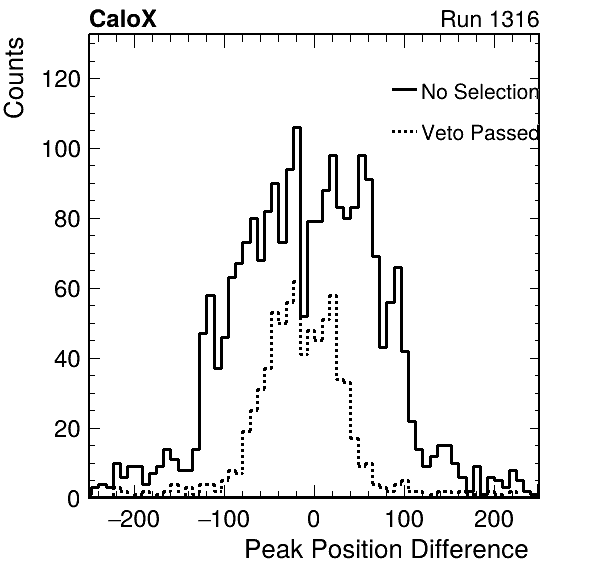 CaloX Run 1316
Counts
No Selection
Veto Passed
120
100
80
60
40
20
0
−200 −100 0 100 200
Peak Position Difference